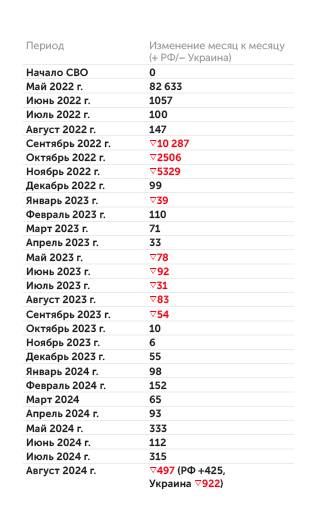 Период Изменение месяц к месяцу
(+ РФ/– Украина)
Начало СВО 0
Май 2022 г. 82 633
Июнь 2022 г. 1057
Июль 2022 г. 100
Август 2022 г. 147
Сентябрь 2022 г. ▽10 287
Октябрь 2022 г. ▽2506
Ноябрь 2022 г. ▽5329
Декабрь 2022 г. 99
Январь 2023 г. ▽39
Февраль 2023 г. 110
Март 2023 г. 71
Апрель 2023 г. 33
Май 2023 г. ▽78
Июнь 2023 г. ▽92
Июль 2023 г. ▽31
Август 2023 г. ▽83
Сентябрь 2023 г. ▽54
Октябрь 2023 г. 10
Ноябрь 2023 г. 6
Декабрь 2023 г. 55
Январь 2024 г. 98
Февраль 2024 г. 152
Март 2024 65
Апрель 2024 г. 93
Май 2024 г. 333
Июнь 2024 г. 112
Июль 2024 г. 315
Август 2024 г. ▽497 (РФ +425,
Украина ▽922)